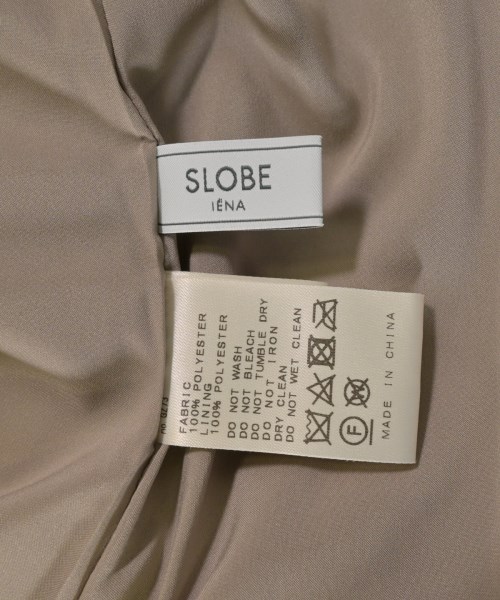 SLOBE
IÉNA
FABRIC
100% POLYESTER
LINING
100% POLYESTER
DO NOT WASH
DO NOT BLEACH
DO NOT TUMBLE DRY
DO NOT IRON
DRY CLEAN
DO NOT WET CLEAN
F W
MADE IN CHINA